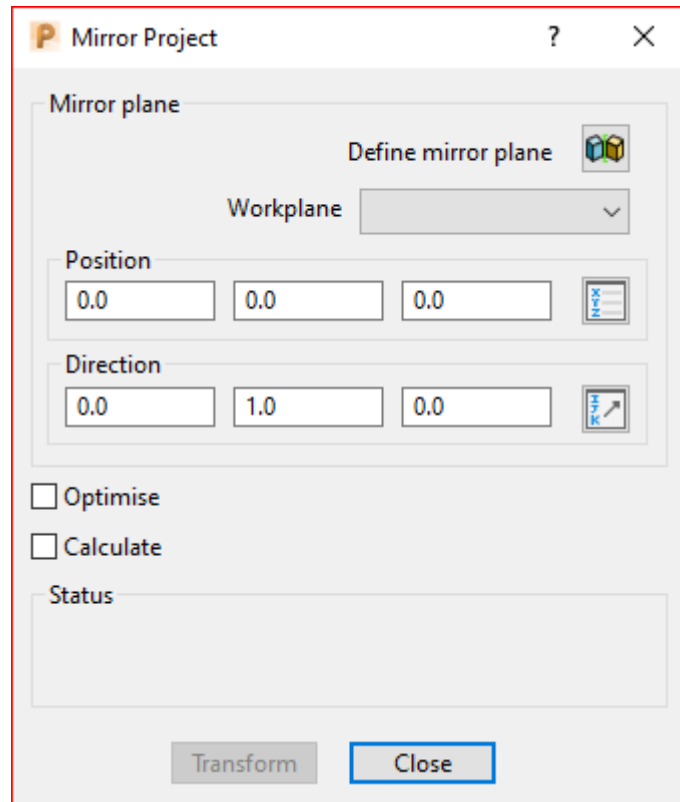 P Mirror Project ? ×
Mirror plane
Define mirror plane
Workplane
Position
0.0 0.0 0.0
X Y Z
Direction
0.0 1.0 0.0
I J K
Optimise
Calculate
Status
Transform Close